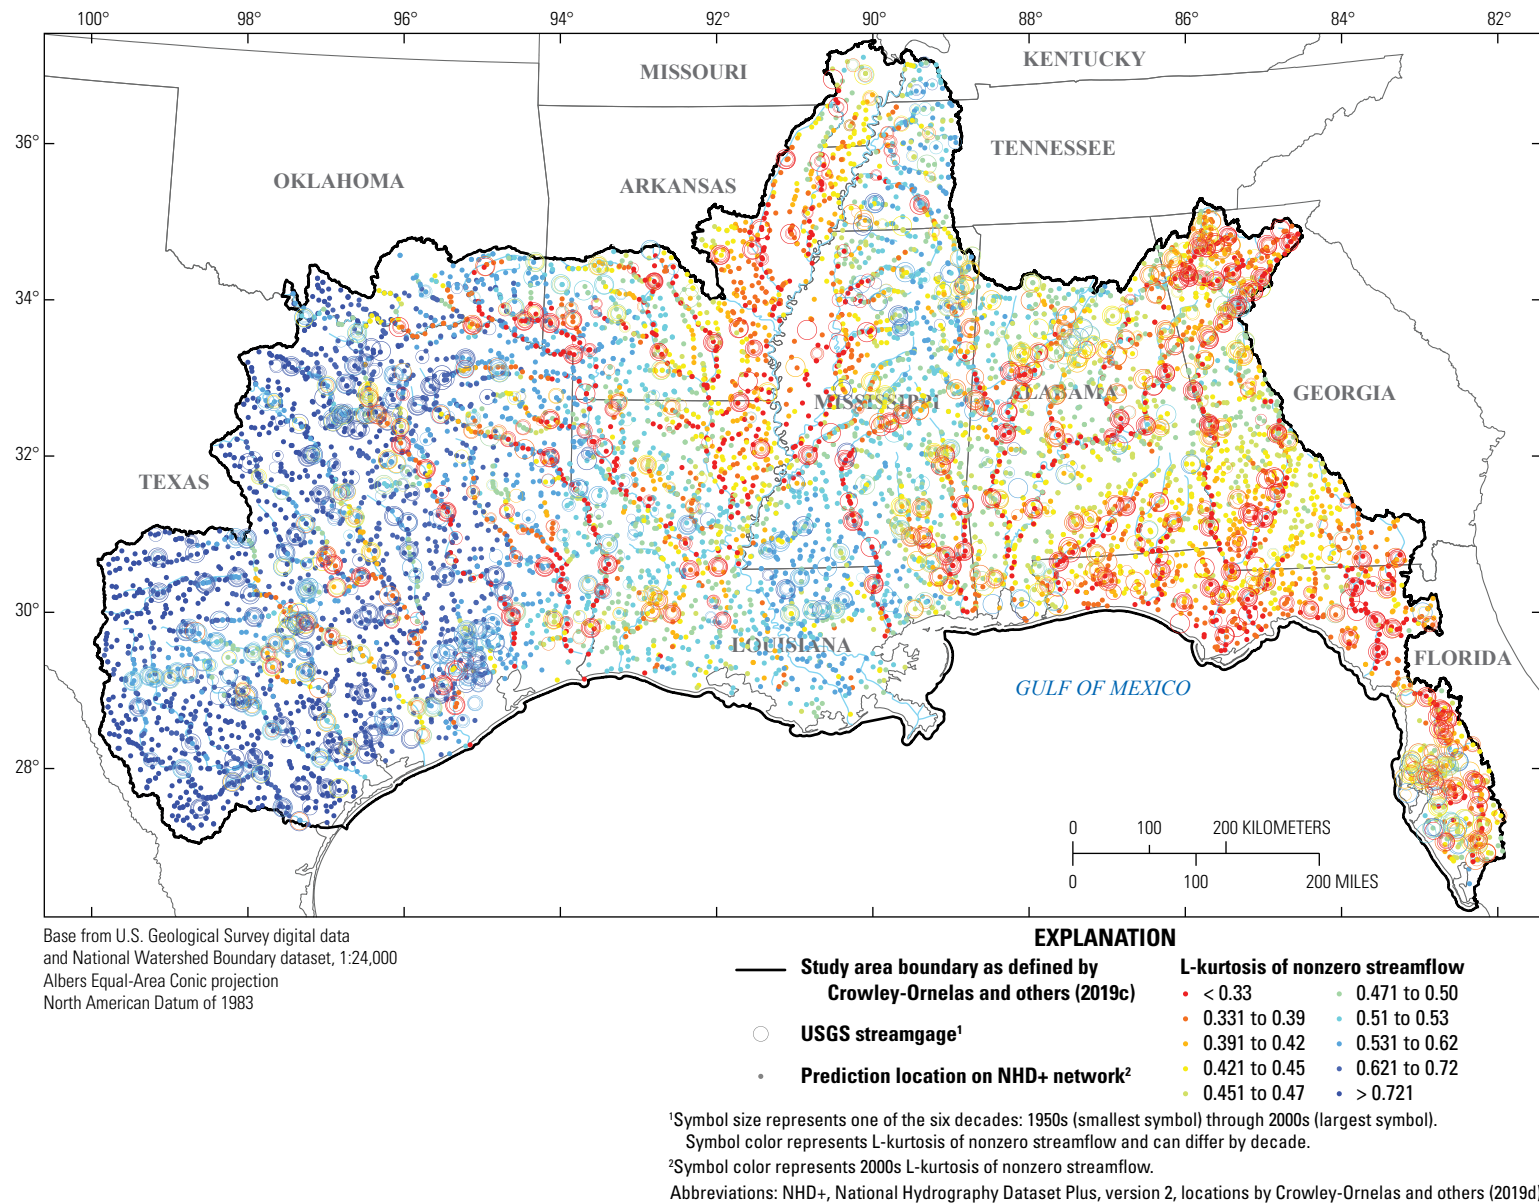 100° 98° 96° 94° 92° 90° 88° 86° 84° 82°
MISSOURI
KENTUCKY
36°
TENNESSEE
OKLAHOMA
ARKANSAS
34°
MISSISSIPPI
ALABAMA
GEORGIA
32°
TEXAS
30°
LOUISIANA
FLORIDA
GULF OF MEXICO
28°
0 100 200 KILOMETERS
0 100 200 MILES
Base from U.S. Geological Survey digital data
and National Watershed Boundary dataset, 1:24,000
Albers Equal-Area Conic projection
North American Datum of 1983
EXPLANATION
Study area boundary as defined by
Crowley-Ornelas and others (2019c)
USGS streamgage¹
Prediction location on NHD+ network²
L-kurtosis of nonzero streamflow
< 0.33
0.331 to 0.39
0.391 to 0.42
0.421 to 0.45
0.451 to 0.47
0.471 to 0.50
0.51 to 0.53
0.531 to 0.62
0.621 to 0.72
> 0.721
¹Symbol size represents one of the six decades: 1950s (smallest symbol) through 2000s (largest symbol).
Symbol color represents L-kurtosis of nonzero streamflow and can differ by decade.
²Symbol color represents 2000s L-kurtosis of nonzero streamflow.
Abbreviations: NHD+, National Hydrography Dataset Plus, version 2, locations by Crowley-Ornelas and others (2019d)